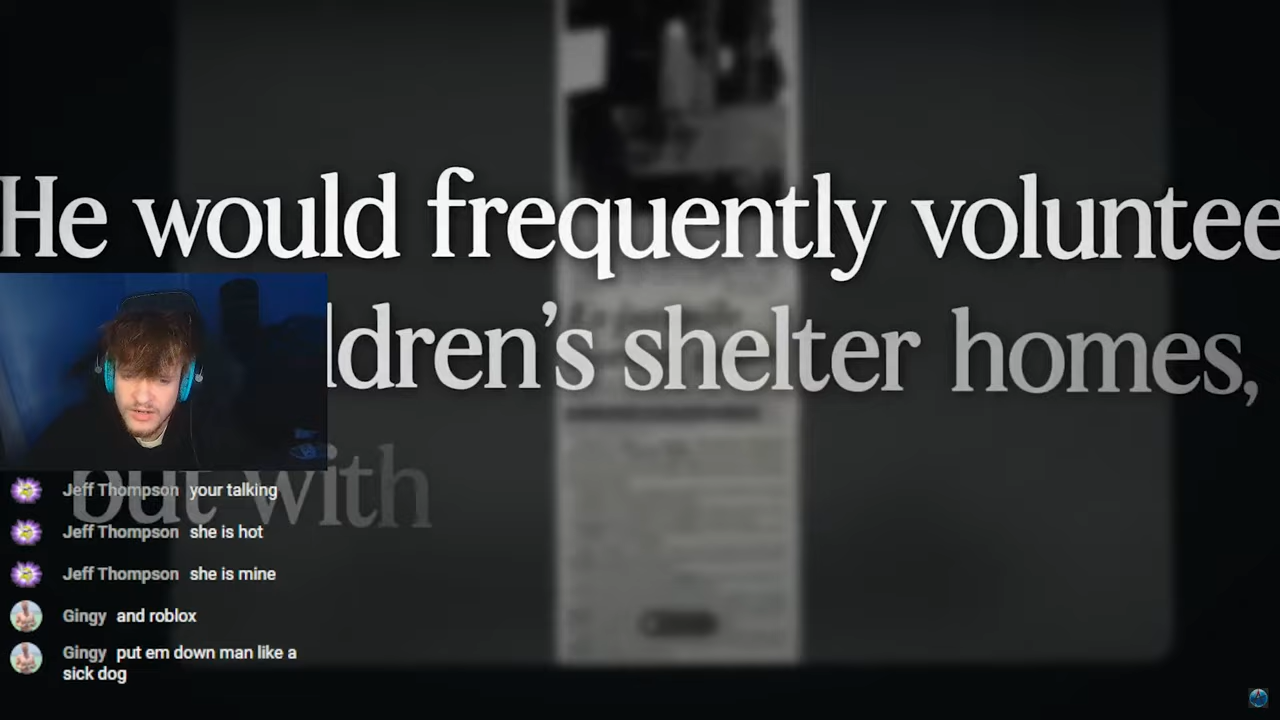 He would frequently voluntee
ldren's shelter homes,
but with
Jeff Thompson your talking
Jeff Thompson she is hot
Jeff Thompson she is mine
Gingy and roblox
Gingy put em down man like a
sick dog